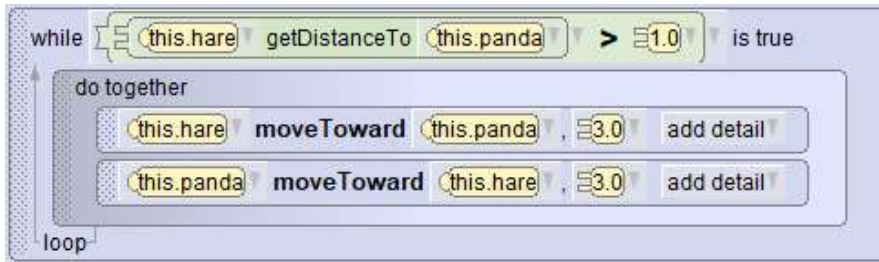 while this.hare getDistanceTo this.panda > 1.0 is true
do together
this.hare moveToward this.panda , 3.0 add detail
this.panda moveToward this.hare , 3.0 add detail
loop